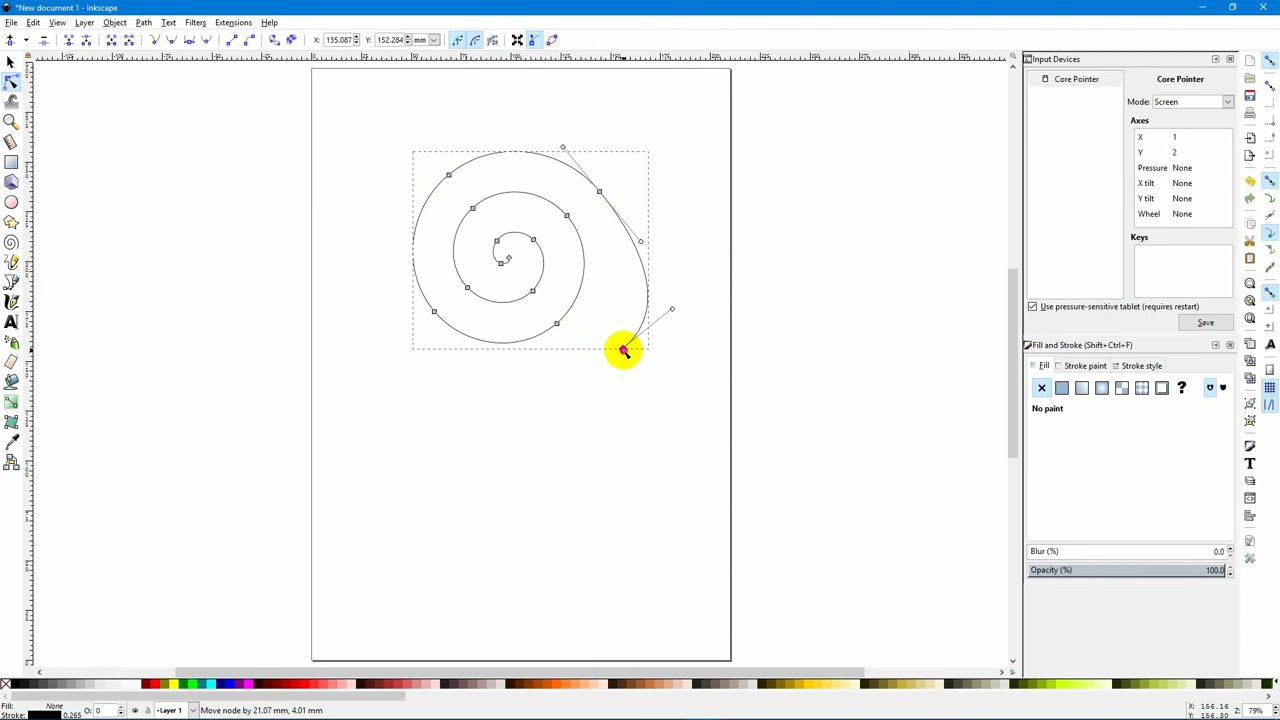 *New document 1 - Inkscape
File Edit View Layer Object Path Text Filters Extensions Help
X: 135.087 Y: 152.284 mm
Input Devices
Core Pointer
Core Pointer
Mode: Screen
Axes
X 1
Y 2
Pressure None
X tilt None
Y tilt None
Wheel None
Keys
Use pressure-sensitive tablet (requires restart)
Save
Fill and Stroke (Shift+Ctrl+F)
Fill Stroke paint Stroke style
No paint
Blur (%) 0.0
Opacity (%) 100.0
Fill: None
Stroke: 0.265
O: 0
Layer 1
Move node by 21.07 mm, 4.01 mm
X: 156.16
Y: 156.30
Z: 79%